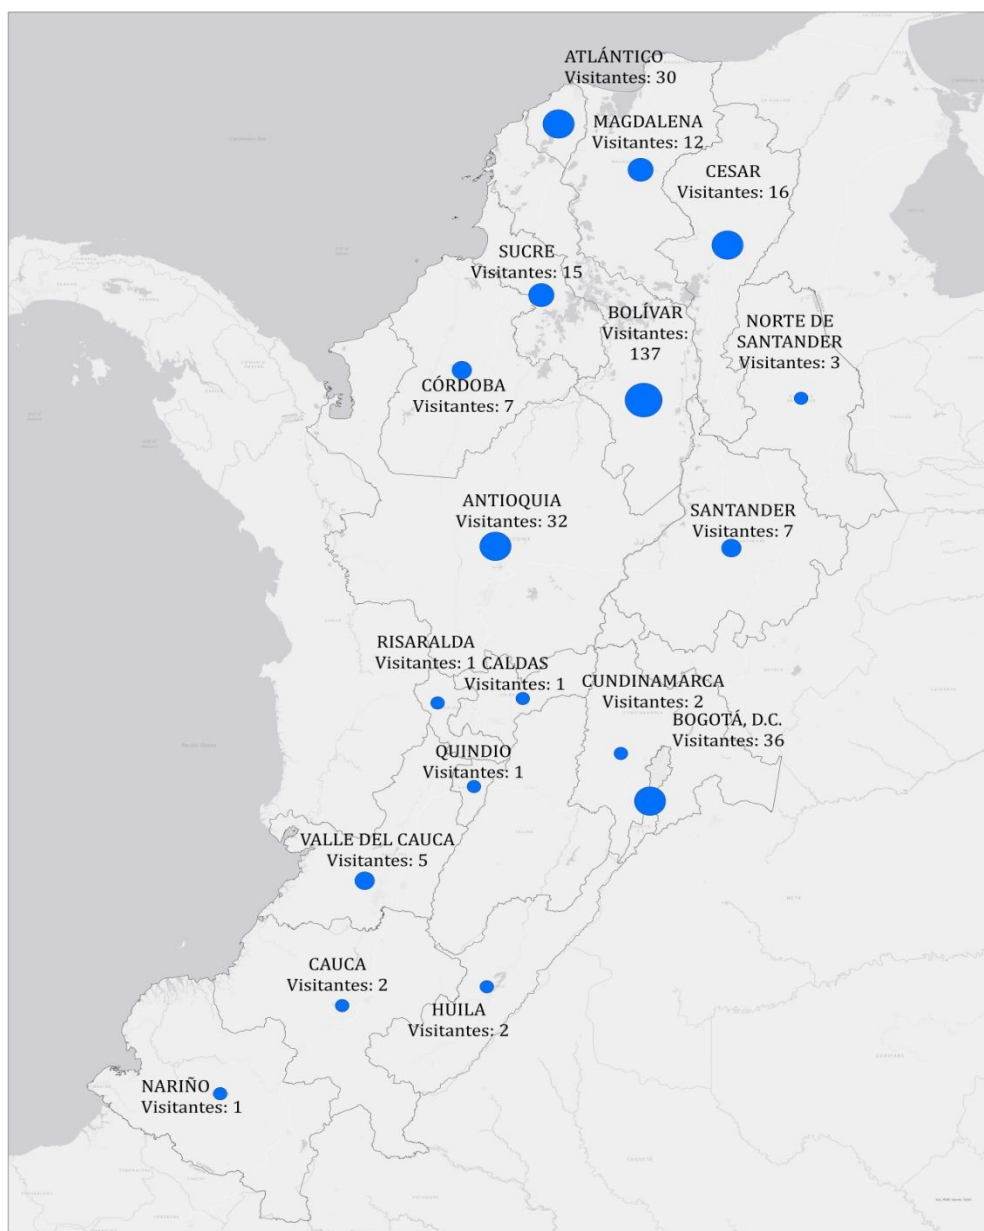 ATLÁNTICO
Visitantes: 30
MAGDALENA
Visitantes: 12
CESAR
Visitantes: 16
SUCRE
Visitantes: 15
BOLÍVAR
Visitantes:
137
NORTE DE
SANTANDER
Visitantes: 3
CÓRDOBA
Visitantes: 7
ANTIOQUIA
Visitantes: 32
SANTANDER
Visitantes: 7
RISARALDA
Visitantes: 1
CALDAS
Visitantes: 1
CUNDINAMARCA
Visitantes: 2
BOGOTÁ, D.C.
Visitantes: 36
QUINDIO
Visitantes: 1
VALLE DEL CAUCA
Visitantes: 5
CAUCA
Visitantes: 2
HUILA
Visitantes: 2
NARIÑO
Visitantes: 1